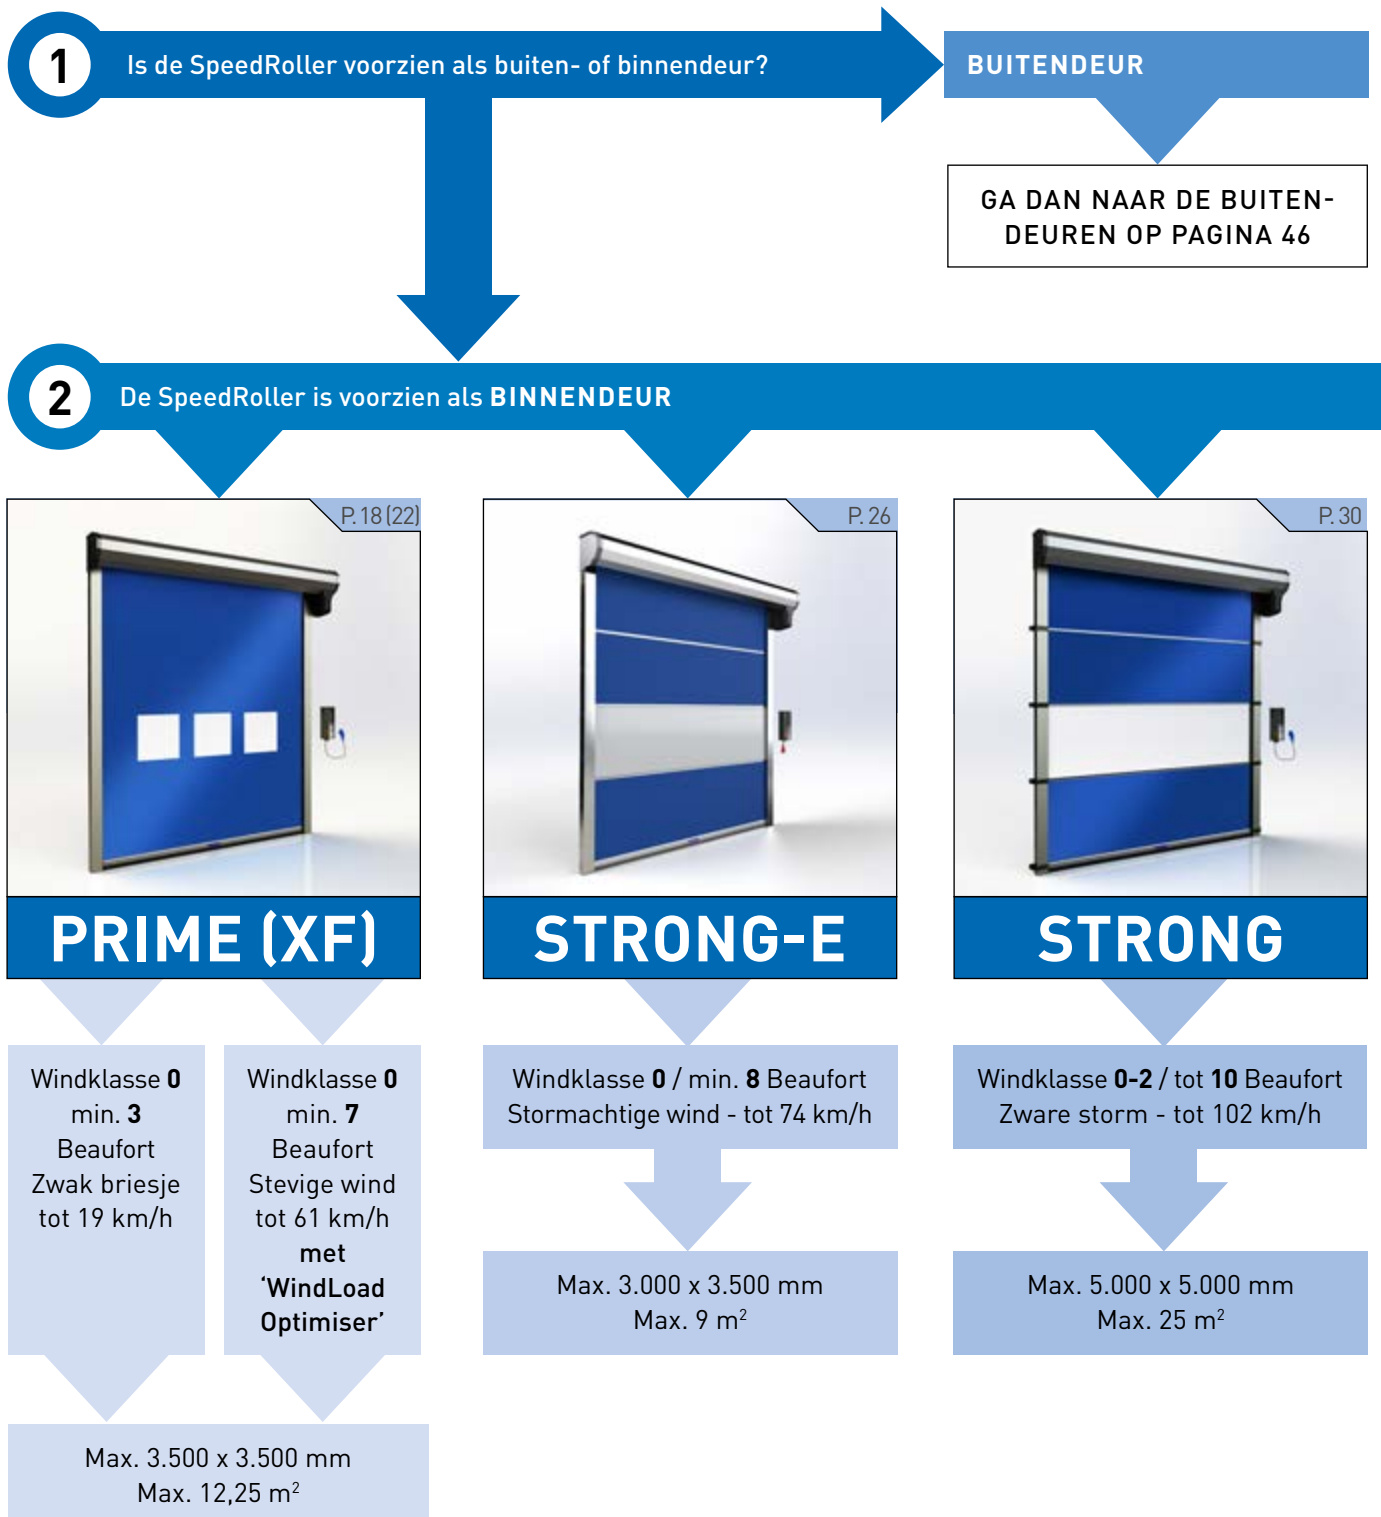 1
Is de SpeedRoller voorzien als buiten- of binnendeur?
BUITENDEUR
GA DAN NAAR DE BUITEN-
DEUREN OP PAGINA 46
2
De SpeedRoller is voorzien als BINNENDEUR
P. 18 (22)
PRIME (XF)
Windklasse 0
min. 3
Beaufort
Zwak briesje
tot 19 km/h
Windklasse 0
min. 7
Beaufort
Stevige wind
tot 61 km/h
met
‘WindLoad
Optimiser’
Max. 3.500 x 3.500 mm
Max. 12,25 m²
P. 26
STRONG-E
Windklasse 0 / min. 8 Beaufort
Stormachtige wind - tot 74 km/h
Max. 3.000 x 3.500 mm
Max. 9 m²
P. 30
STRONG
Windklasse 0-2 / tot 10 Beaufort
Zware storm - tot 102 km/h
Max. 5.000 x 5.000 mm
Max. 25 m²